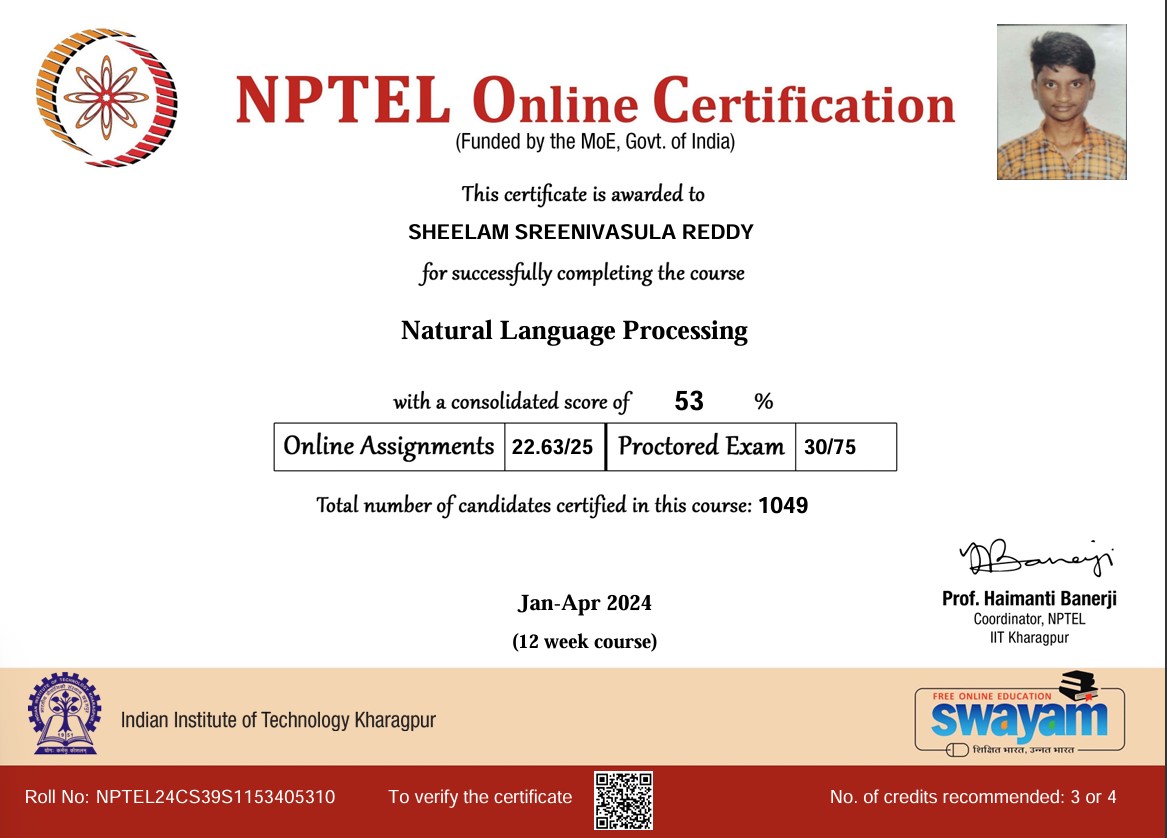 NPTEL Online Certification
(Funded by the MoE, Govt. of India)
This certificate is awarded to
SHEELAM SREENIVASULA REDDY
for successfully completing the course
Natural Language Processing
with a consolidated score of 53 %
Online Assignments 22.63/25 Proctored Exam 30/75
Total number of candidates certified in this course: 1049
Jan-Apr 2024
(12 week course)
Prof. Haimanti Banerji
Coordinator, NPTEL
IIT Kharagpur
Indian Institute of Technology Kharagpur
FREE ONLINE EDUCATION
swayam
शिक्षित भारत, उन्नत भारत
Roll No: NPTEL24CS39S1153405310 To verify the certificate No. of credits recommended: 3 or 4